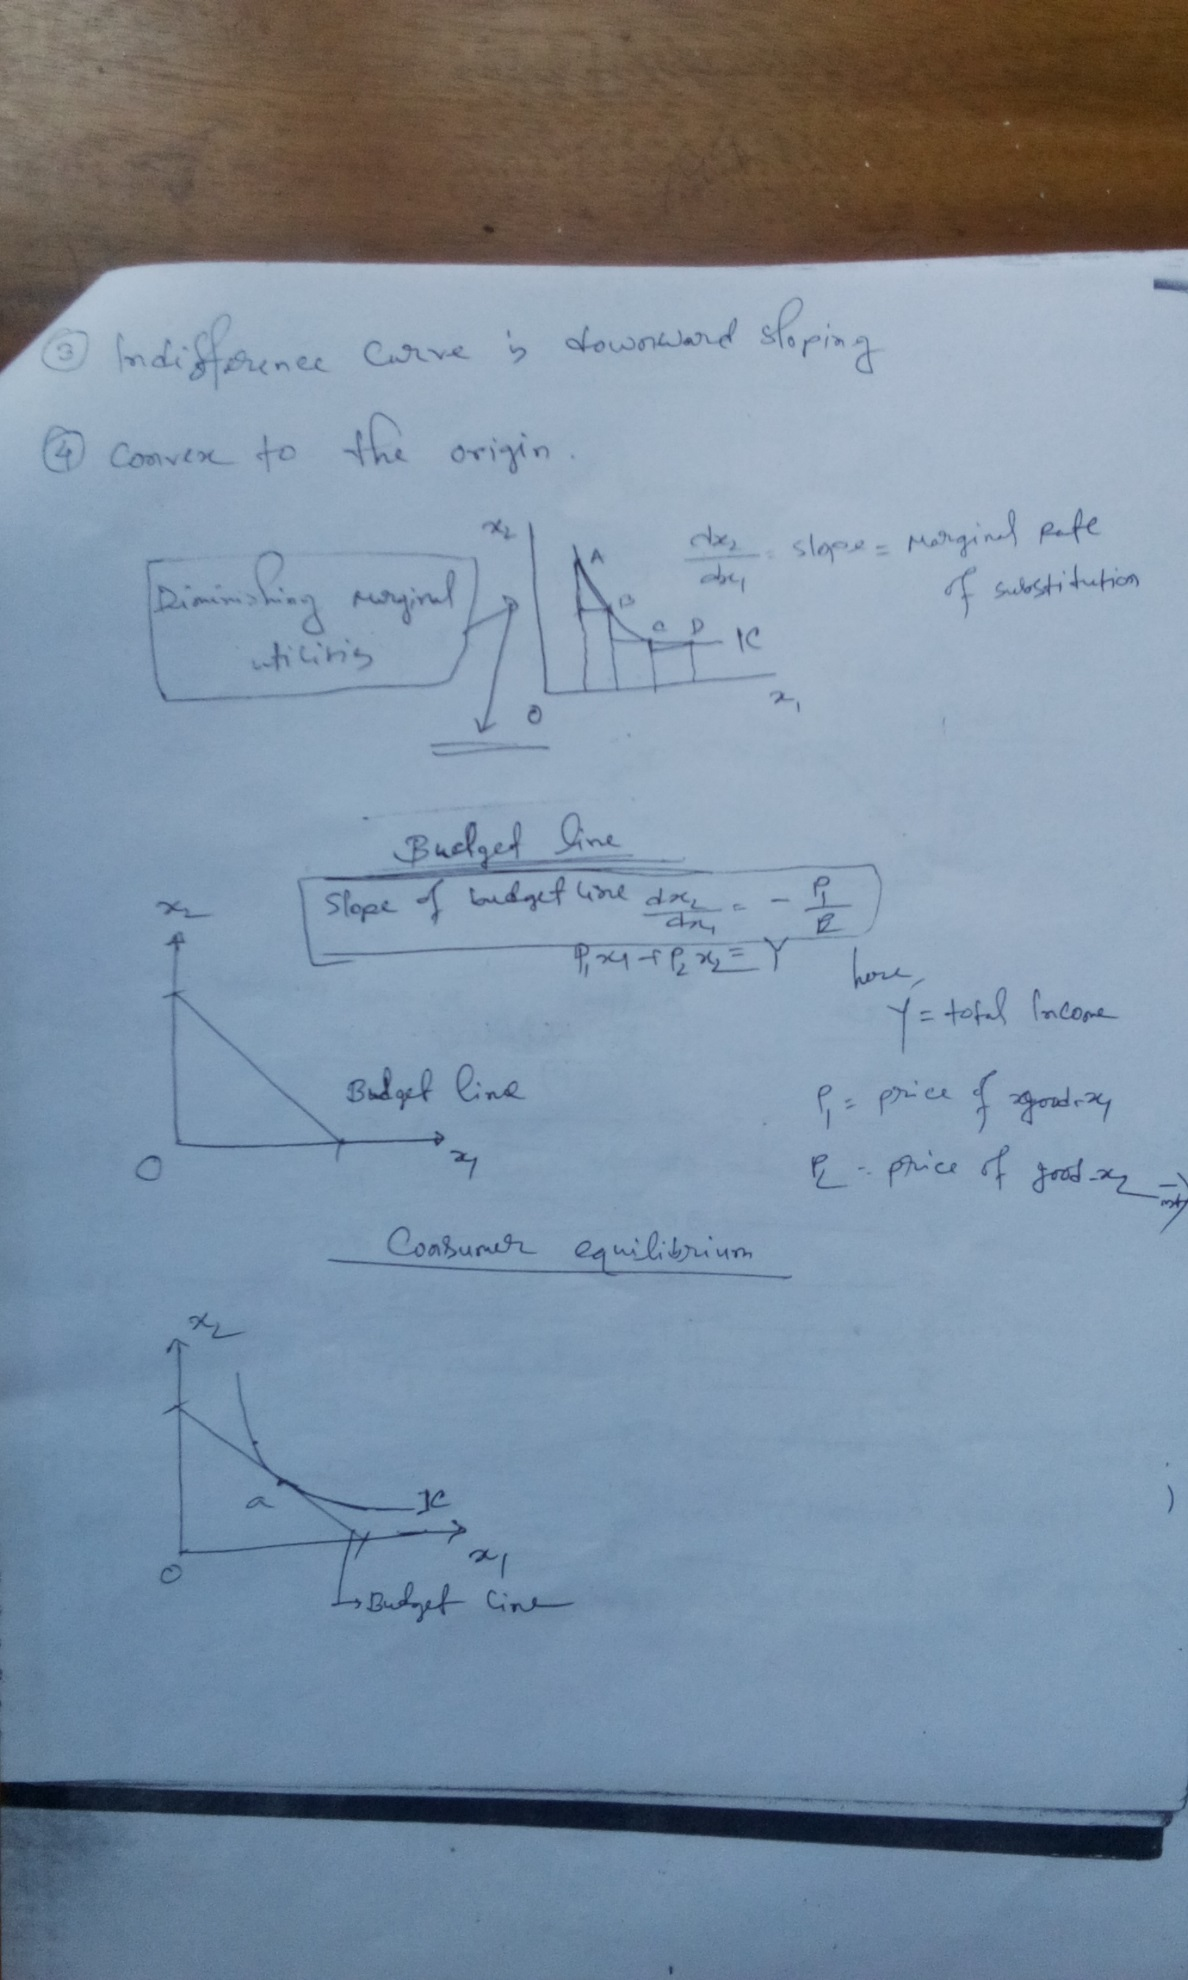 ③ Indifference curve is downward sloping
④ Convex to the origin.
x₂
A
B
C
D
IC
O
x₁
dx₂/dx₁ = slope = Marginal Rate
of substitution
Diminishing marginal
Budget line
Slope of budget line dx₂/dx₁ = - P₁/P₂
P₁x₁ + P₂x₂ = Y
here,
Y = total Income
P₁ = price of good-x₁
P₂ - price of good-x₂
x₂
Budget line
O
x₁
Consumer equilibrium
x₂
a
IC
O
x₁
Budget line